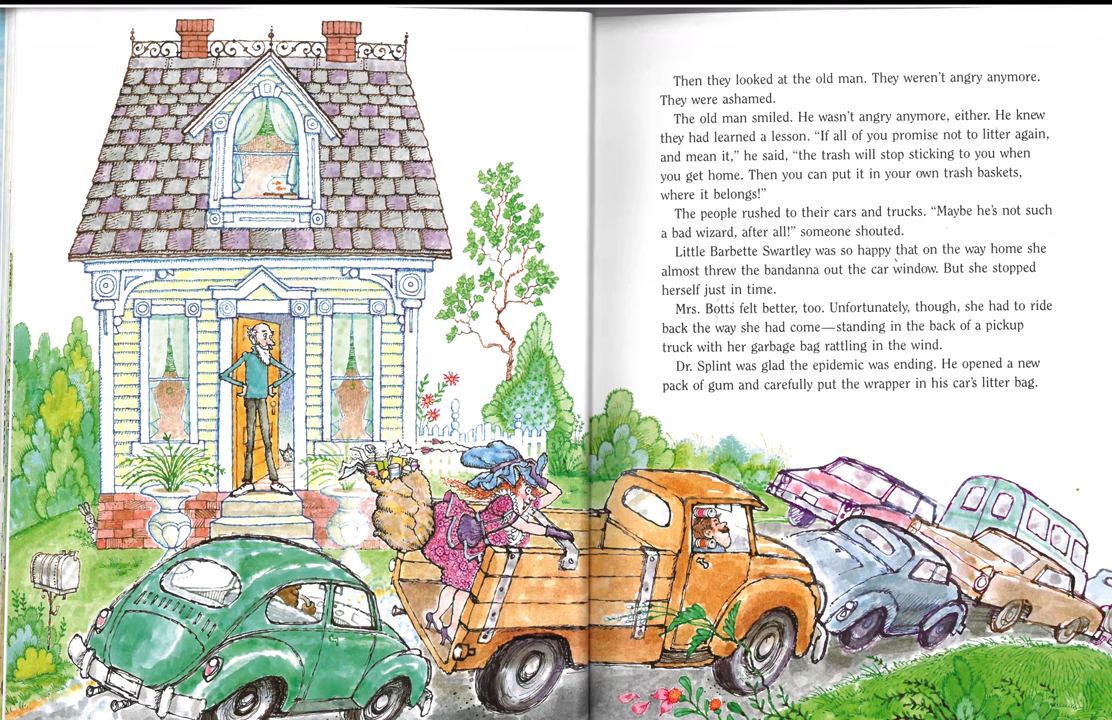 Then they looked at the old man. They weren't angry anymore.
They were ashamed.
The old man smiled. He wasn't angry anymore, either. He knew
they had learned a lesson. “If all of you promise not to litter again,
and mean it,” he said, “the trash will stop sticking to you when
you get home. Then you can put it in your own trash baskets,
where it belongs!”
The people rushed to their cars and trucks. “Maybe he's not such
a bad wizard, after all!” someone shouted.
Little Barbette Swartley was so happy that on the way home she
almost threw the bandanna out the car window. But she stopped
herself just in time.
Mrs. Botts felt better, too. Unfortunately, though, she had to ride
back the way she had come—standing in the back of a pickup
truck with her garbage bag rattling in the wind.
Dr. Splint was glad the epidemic was ending. He opened a new
pack of gum and carefully put the wrapper in his car's litter bag.